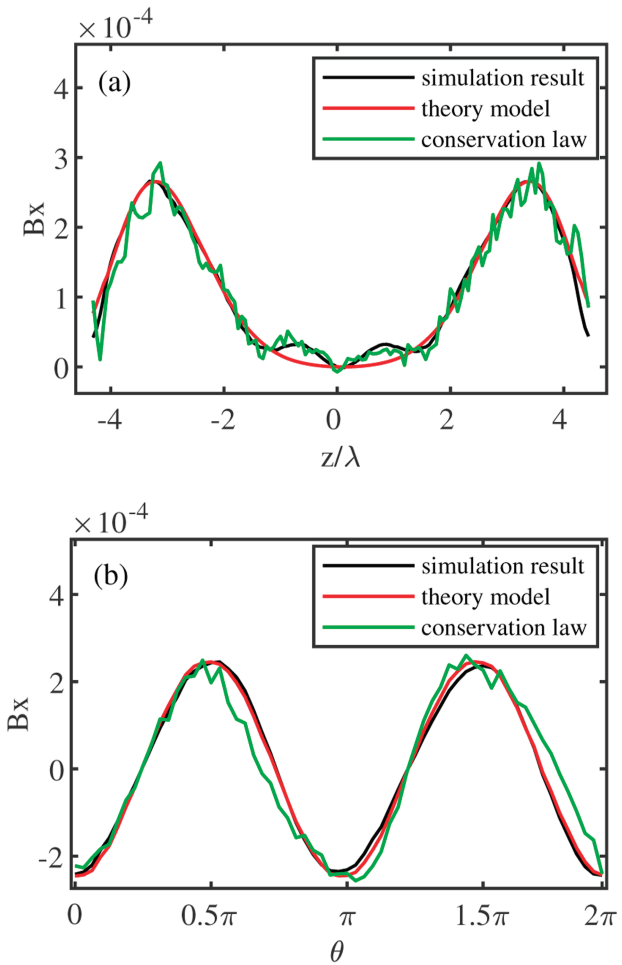 ×10⁻⁴
(a)
simulation result
theory model
conservation law
4
3
2
1
0
Bx
-4 -2 0 2 4
z/λ
×10⁻⁴
(b)
simulation result
theory model
conservation law
4
2
0
-2
Bx
0 0.5π π 1.5π 2π
θ